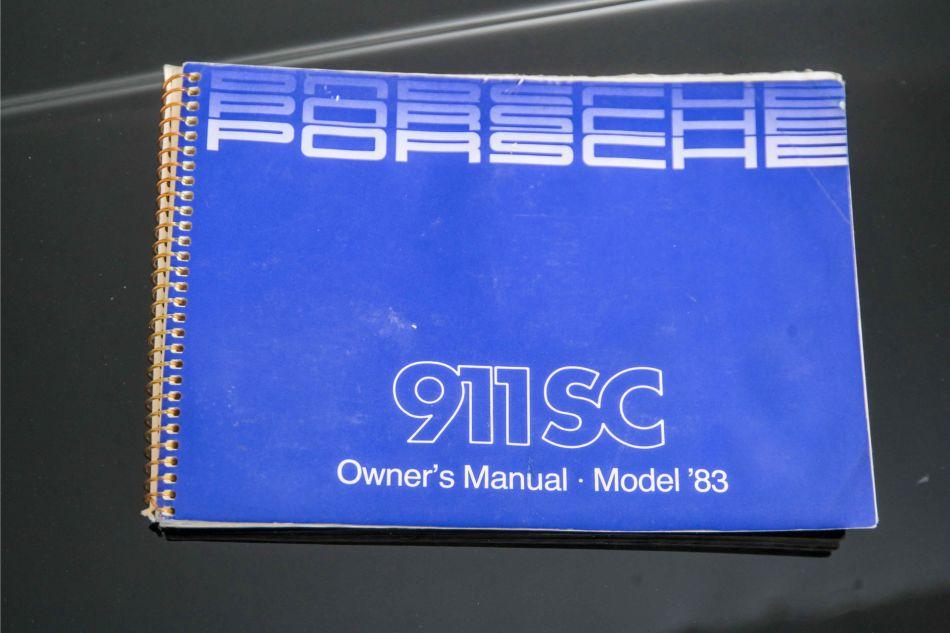 PORSCHE
PORSCHE
PORSCHE
911SC
Owner's Manual · Model '83